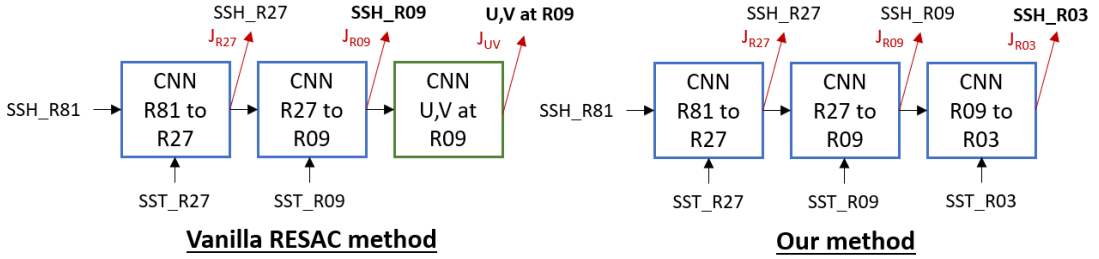 SSH_R27
SSH_R09
U,V at R09
J_R27
J_R09
J_UV
SSH_R81
CNN
R81 to
R27
CNN
R27 to
R09
CNN
U,V at
R09
SST_R27
SST_R09
Vanilla RESAC method
SSH_R27
SSH_R09
SSH_R03
J_R27
J_R09
J_R03
SSH_R81
CNN
R81 to
R27
CNN
R27 to
R09
CNN
R09 to
R03
SST_R27
SST_R09
SST_R03
Our method